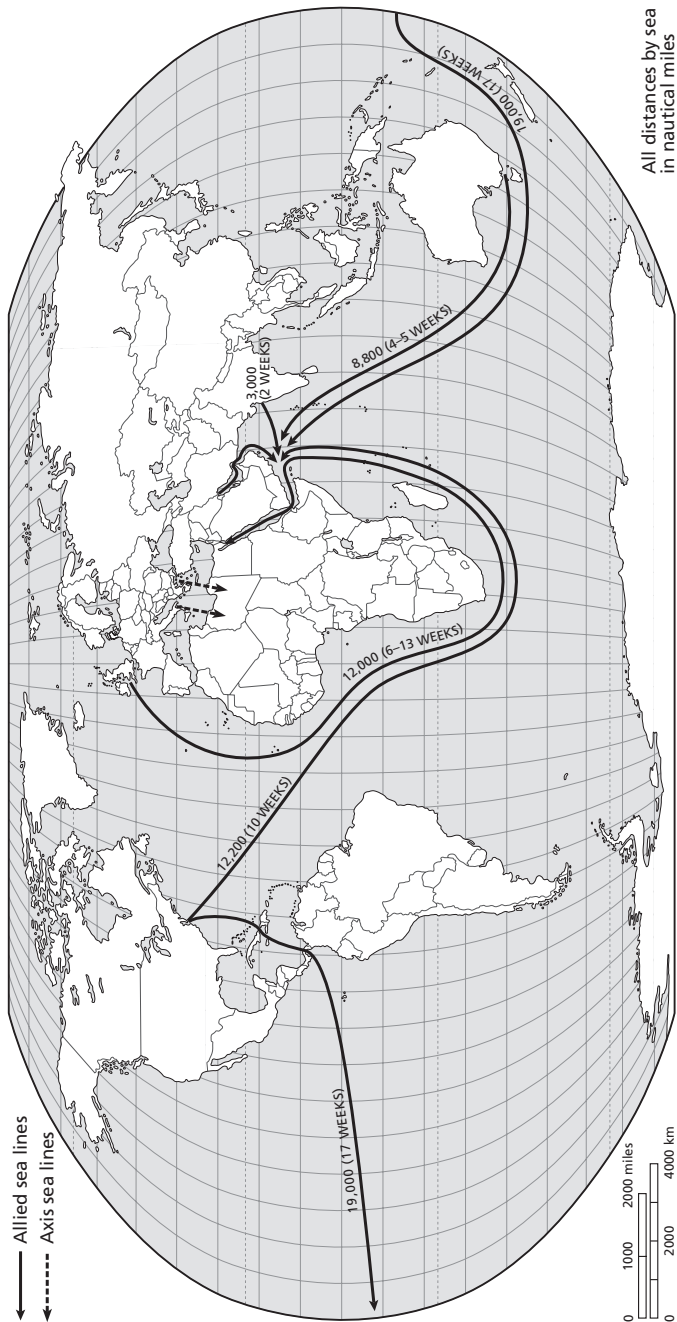 Allied sea lines
Axis sea lines
19,000 (17 WEEKS)
12,200 (10 WEEKS)
12,000 (6–13 WEEKS)
3,000
(2 WEEKS)
8,800 (4–5 WEEKS)
19,000 (17 WEEKS)
0 1000 2000 miles
0 2000 4000 km
All distances by sea
in nautical miles